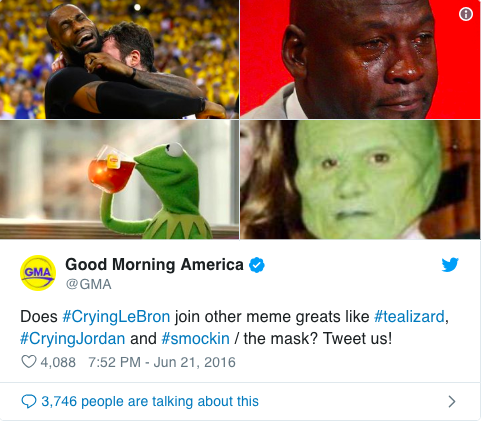 Good Morning America
GMA
@GMA
Does #CryingLeBron join other meme greats like #tealizard,
#CryingJordan and #smockin / the mask? Tweet us!
4,088 7:52 PM - Jun 21, 2016
3,746 people are talking about this